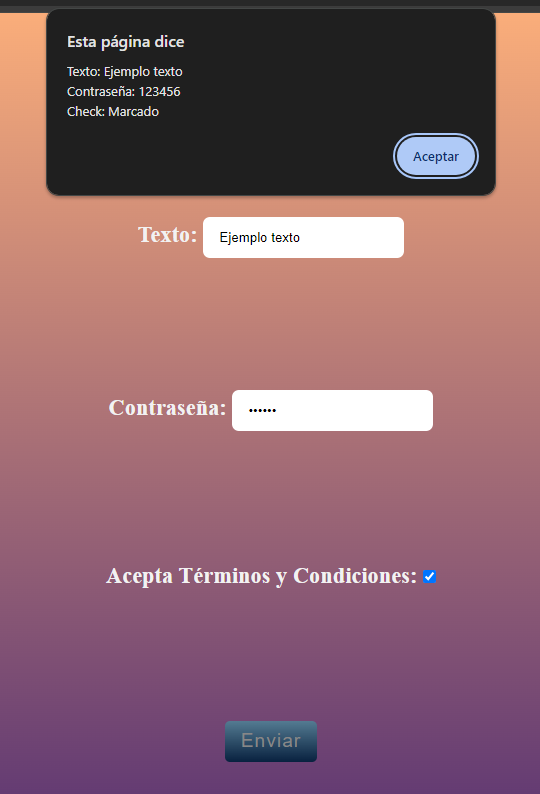 Esta página dice
Texto: Ejemplo texto
Contraseña: 123456
Check: Marcado
Aceptar
Texto: Ejemplo texto
Contraseña: ••••••
Acepta Términos y Condiciones:
Enviar